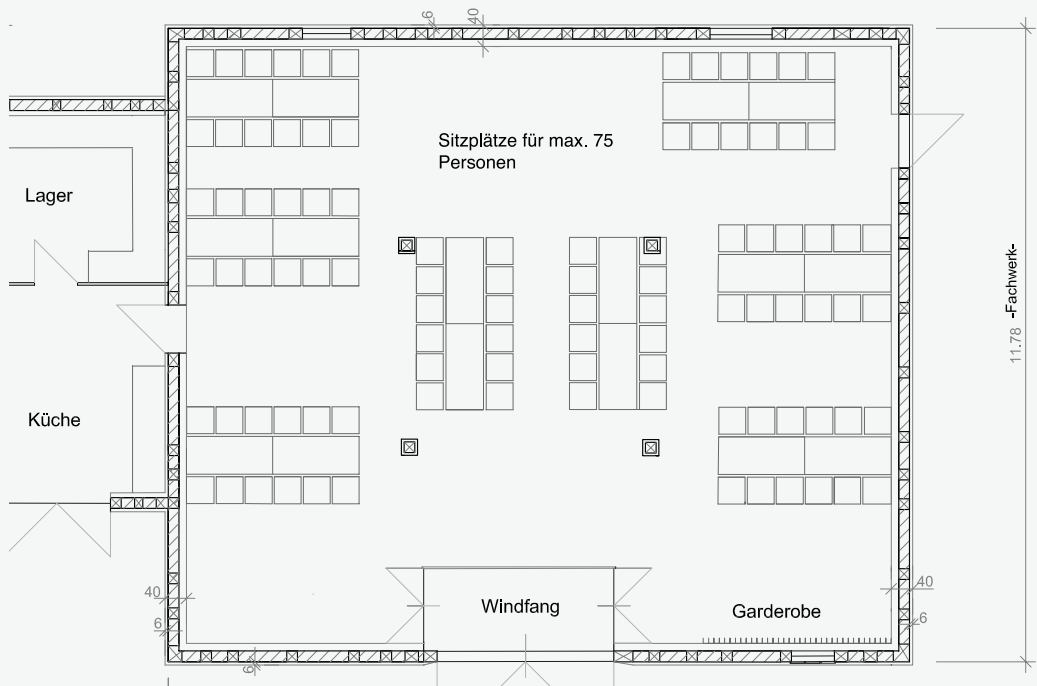 6
40
Sitzplätze für max. 75
Personen
Lager
11.78 -Fachwerk-
Küche
40
6
6
Windfang
Garderobe
40
6